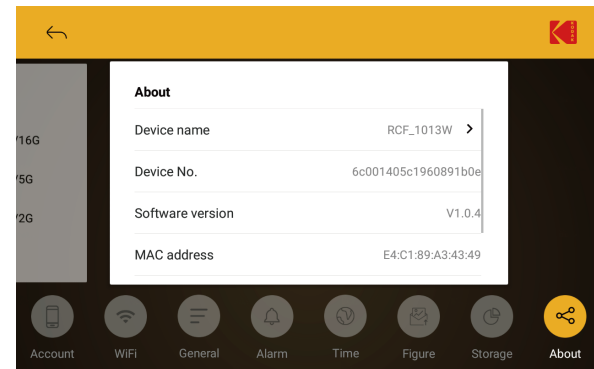 KODAK
About
Device name RCF_1013W
/16G
Device No. 6c001405c1960891b0e
/5G
Software version V1.0.4
/2G
MAC address E4:C1:89:A3:43:49
Account WiFi General Alarm Time Figure Storage About